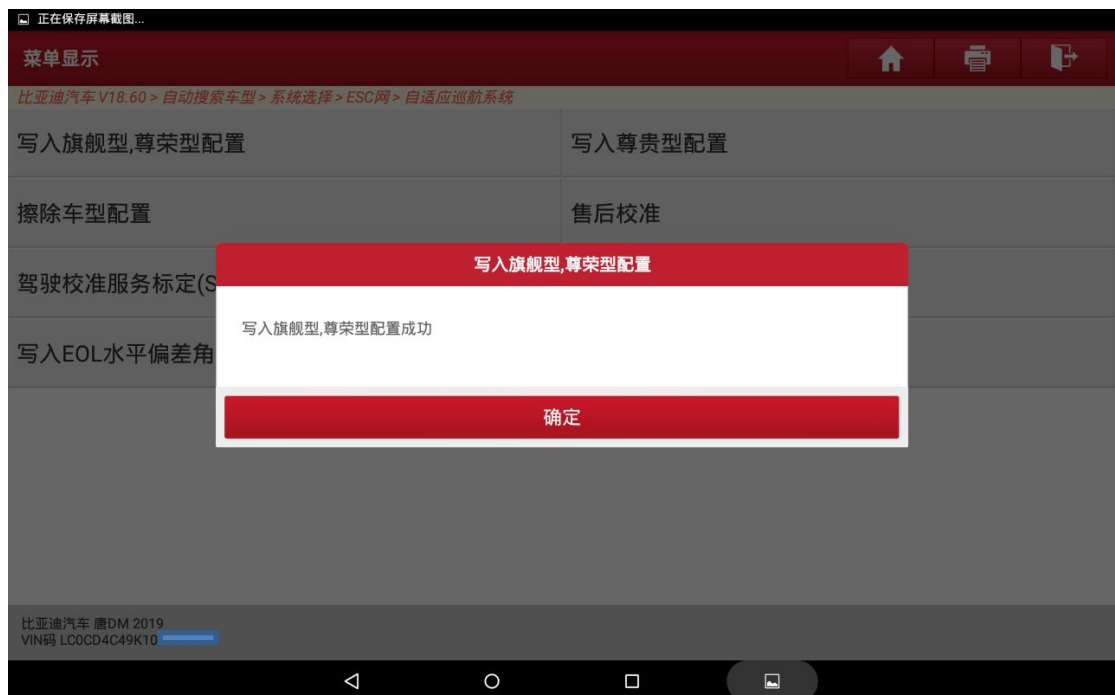 正在保存屏幕截图...
菜单显示
比亚迪汽车 V18.60 > 自动搜索车型 > 系统选择 > ESC网 > 自适应巡航系统
写入旗舰型,尊荣型配置
写入尊贵型配置
擦除车型配置
售后校准
驾驶校准服务标定(S
写入EOL水平偏差角
写入旗舰型,尊荣型配置
写入旗舰型,尊荣型配置成功
确定
比亚迪汽车 唐DM 2019
VIN码 LC0CD4C49K10